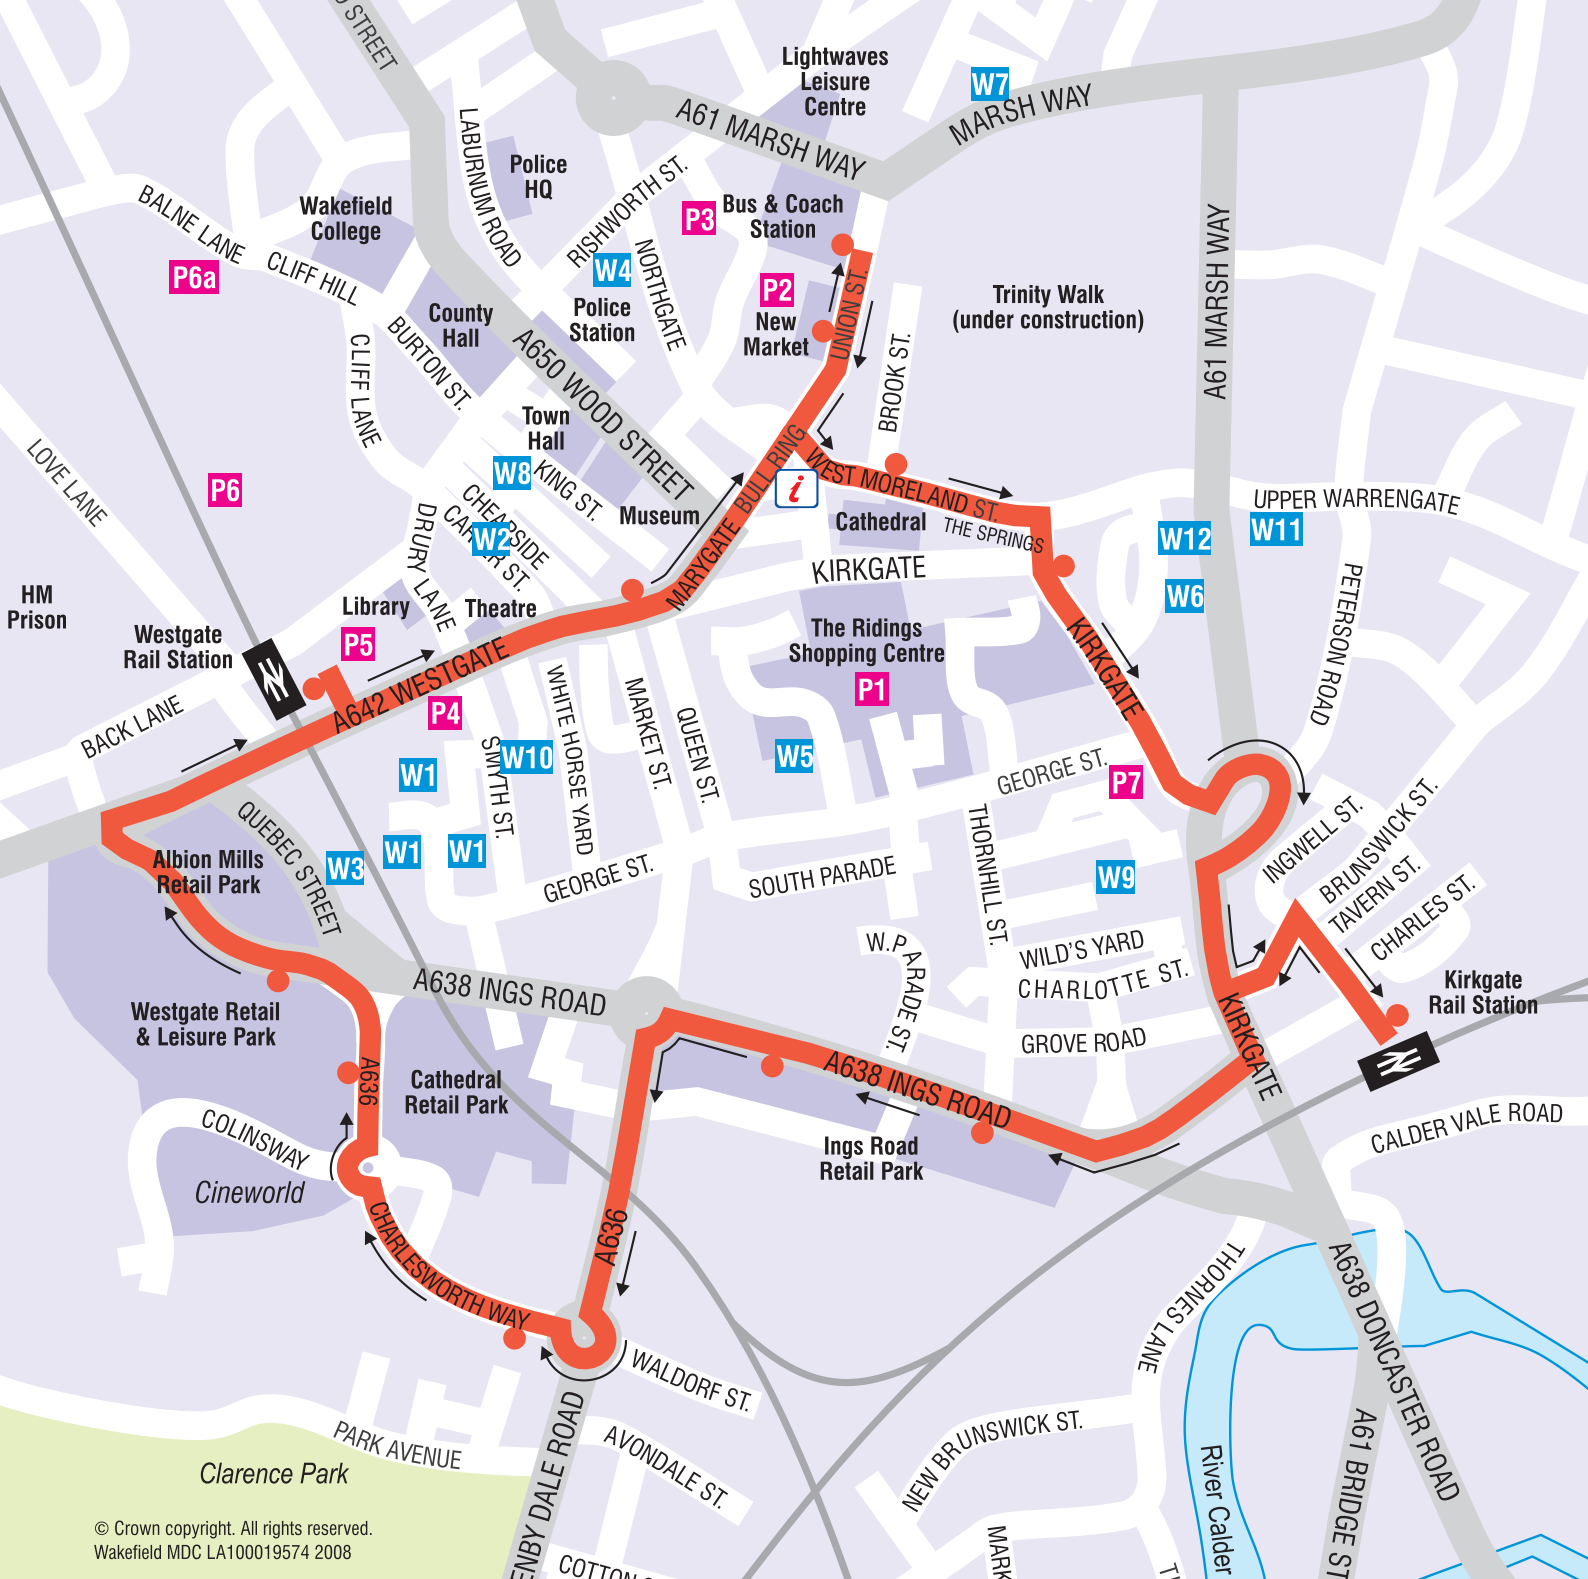 STREET
Lightwaves
Leisure
Centre
W7
A61 MARSH WAY
MARSH WAY
LABURNUM ROAD
Police
HQ
RISHWORTH ST.
BALNE LANE
Wakefield
College
P3
Bus & Coach
Station
P6a
CLIFF HILL
W4
NORTHGATE
P2
New
Market
UNION ST.
Trinity Walk
(under construction)
A61 MARSH WAY
County
Hall
Police
Station
BURTON ST.
CLIFF LANE
A650 WOOD STREET
BROOK ST.
Town
Hall
LOVE LANE
P6
W8
KING ST.
CHEAPSIDE
W2
Museum
BULL RING
i
WEST MORELAND ST.
Cathedral
THE SPRINGS
UPPER WARRENGATE
W11
W12
W6
DRURY LANE
MARYGATE
KIRKGATE
HM
Prison
Library
Theatre
Westgate
Rail Station
P5
PETERSON ROAD
The Ridings
Shopping Centre
P1
KIRKGATE
A642 WESTGATE
P4
BACK LANE
WHITE HORSE YARD
MARKET ST.
QUEEN ST.
SMYTH ST.
W10
W5
W1
GEORGE ST.
P7
QUEBEC STREET
THORNHILL ST.
INGWELL ST.
BRUNSWICK ST.
TAVERN ST.
CHARLES ST.
Albion Mills
Retail Park
W3
W1
W1
GEORGE ST.
SOUTH PARADE
W9
W.PARADE ST.
WILD'S YARD
CHARLOTTE ST.
GROVE ROAD
A638 INGS ROAD
Kirkgate
Rail Station
Westgate Retail
& Leisure Park
KIRKGATE
A636
Cathedral
Retail Park
A638 INGS ROAD
COLINSWAY
Cineworld
Ings Road
Retail Park
CALDER VALE ROAD
CHARLESWORTH WAY
A636
THORNES LANE
A638 DONCASTER ROAD
WALDORF ST.
PARK AVENUE
AVONDALE ST.
NEW BRUNSWICK ST.
A61 BRIDGE ST
River Calder
Clarence Park
ENBY DALE ROAD
© Crown copyright. All rights reserved.
Wakefield MDC LA100019574 2008
COTTON
MARK